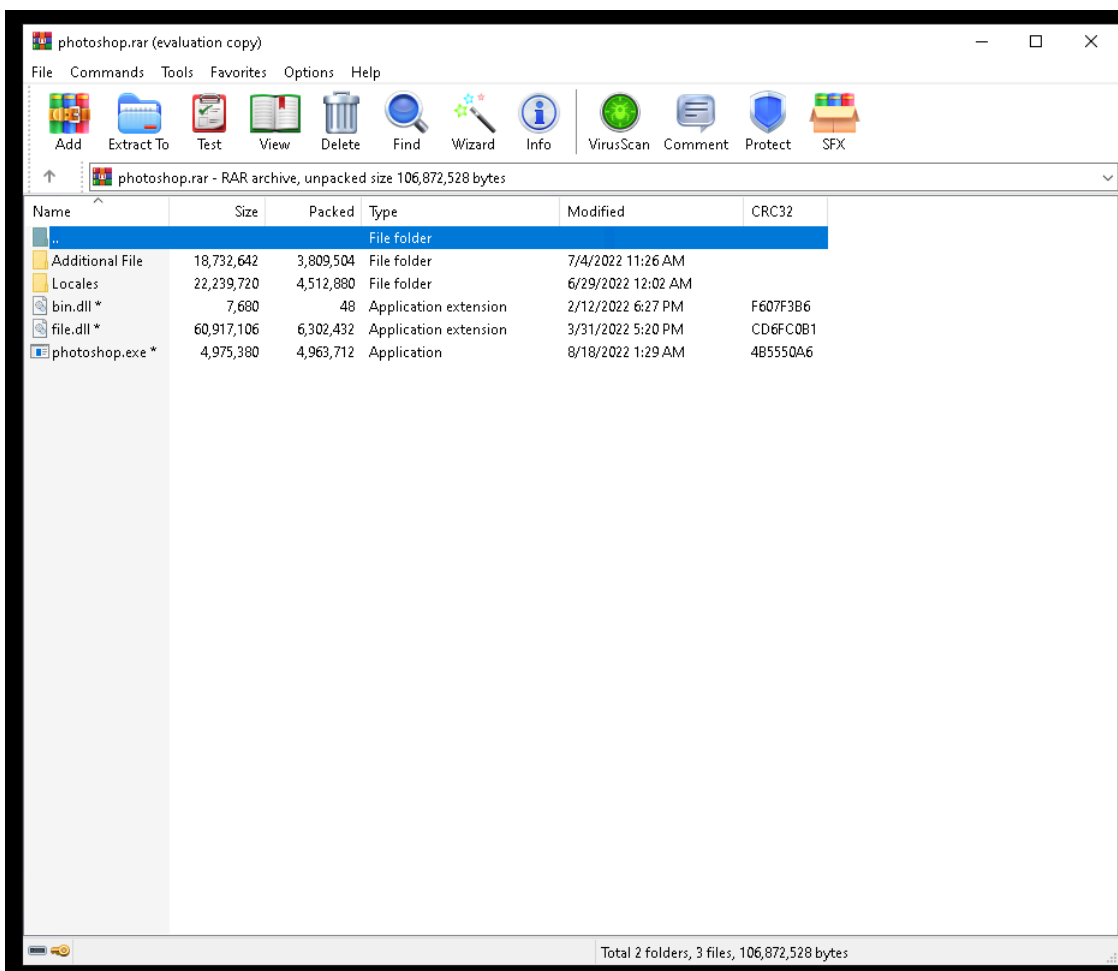 photoshop.rar (evaluation copy)
File Commands Tools Favorites Options Help
Add Extract To Test View Delete Find Wizard Info VirusScan Comment Protect SFX
photoshop.rar - RAR archive, unpacked size 106,872,528 bytes
Name Size Packed Type Modified CRC32
.. File folder
Additional File 18,732,642 3,809,504 File folder 7/4/2022 11:26 AM
Locales 22,239,720 4,512,880 File folder 6/29/2022 12:02 AM
bin.dll * 7,680 48 Application extension 2/12/2022 6:27 PM F607F3B6
file.dll * 60,917,106 6,302,432 Application extension 3/31/2022 5:20 PM CD6FC0B1
photoshop.exe * 4,975,380 4,963,712 Application 8/18/2022 1:29 AM 4B5550A6
Total 2 folders, 3 files, 106,872,528 bytes